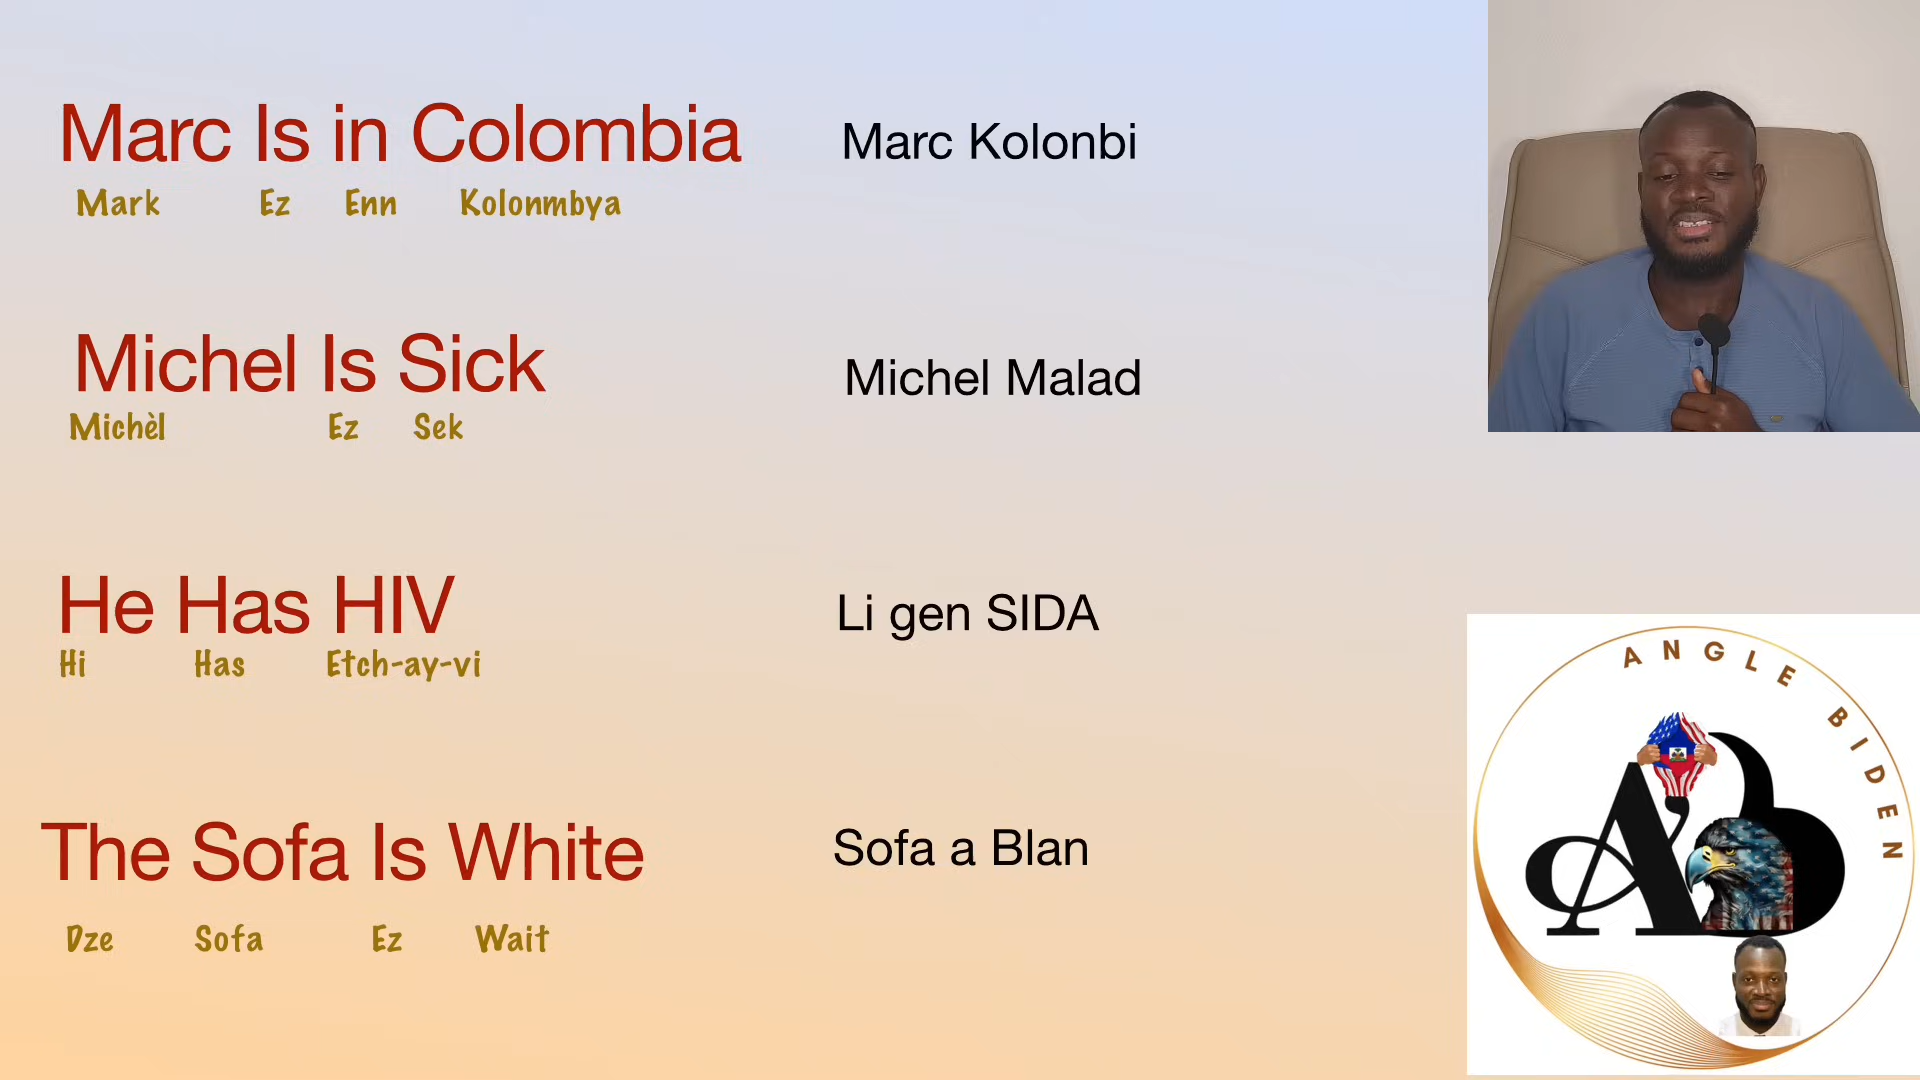 Marc Is in Colombia
Marc Kolonbi
Mark Ez Enn Kolonmbya
Michel Is Sick
Michel Malad
Michèl Ez Sek
He Has HIV
Li gen SIDA
Hi Has Etch-ay-vi
The Sofa Is White
Sofa a Blan
Dze Sofa Ez Wait
ANGLE BIDEN
AB